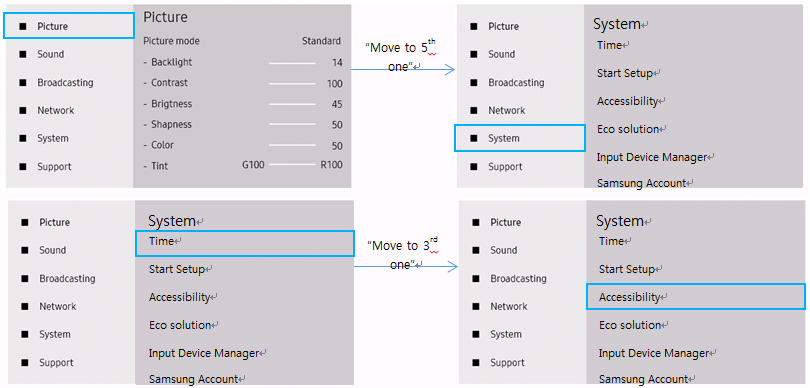 Picture
Sound
Broadcasting
Network
System
Support
Picture
Picture mode Standard
- Backlight 14
- Contrast 100
- Brigtness 45
- Shapness 50
- Color 50
- Tint G100 R100
"Move to 5th
one"
Picture
Sound
Broadcasting
Network
System
Support
System
Time
Start Setup
Accessibility
Eco solution
Input Device Manager
Samsung Account
Picture
Sound
Broadcasting
Network
System
Support
System
Time
Start Setup
Accessibility
Eco solution
Input Device Manager
Samsung Account
"Move to 3rd
one"
Picture
Sound
Broadcasting
Network
System
Support
System
Time
Start Setup
Accessibility
Eco solution
Input Device Manager
Samsung Account